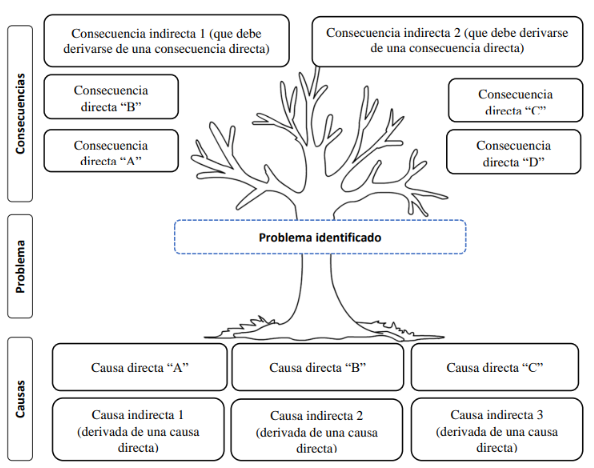 Consecuencias
Consecuencia indirecta 1 (que debe
derivarse de una consecuencia directa)
Consecuencia indirecta 2 (que debe derivarse
de una consecuencia directa)
Consecuencia
directa “B”
Consecuencia
directa “C”
Consecuencia
directa “A”
Consecuencia
directa “D”
Problema
Problema identificado
Causas
Causa directa “A”
Causa directa “B”
Causa directa “C”
Causa indirecta 1
(derivada de una causa
directa)
Causa indirecta 2
(derivada de una causa
directa)
Causa indirecta 3
(derivada de una causa
directa)